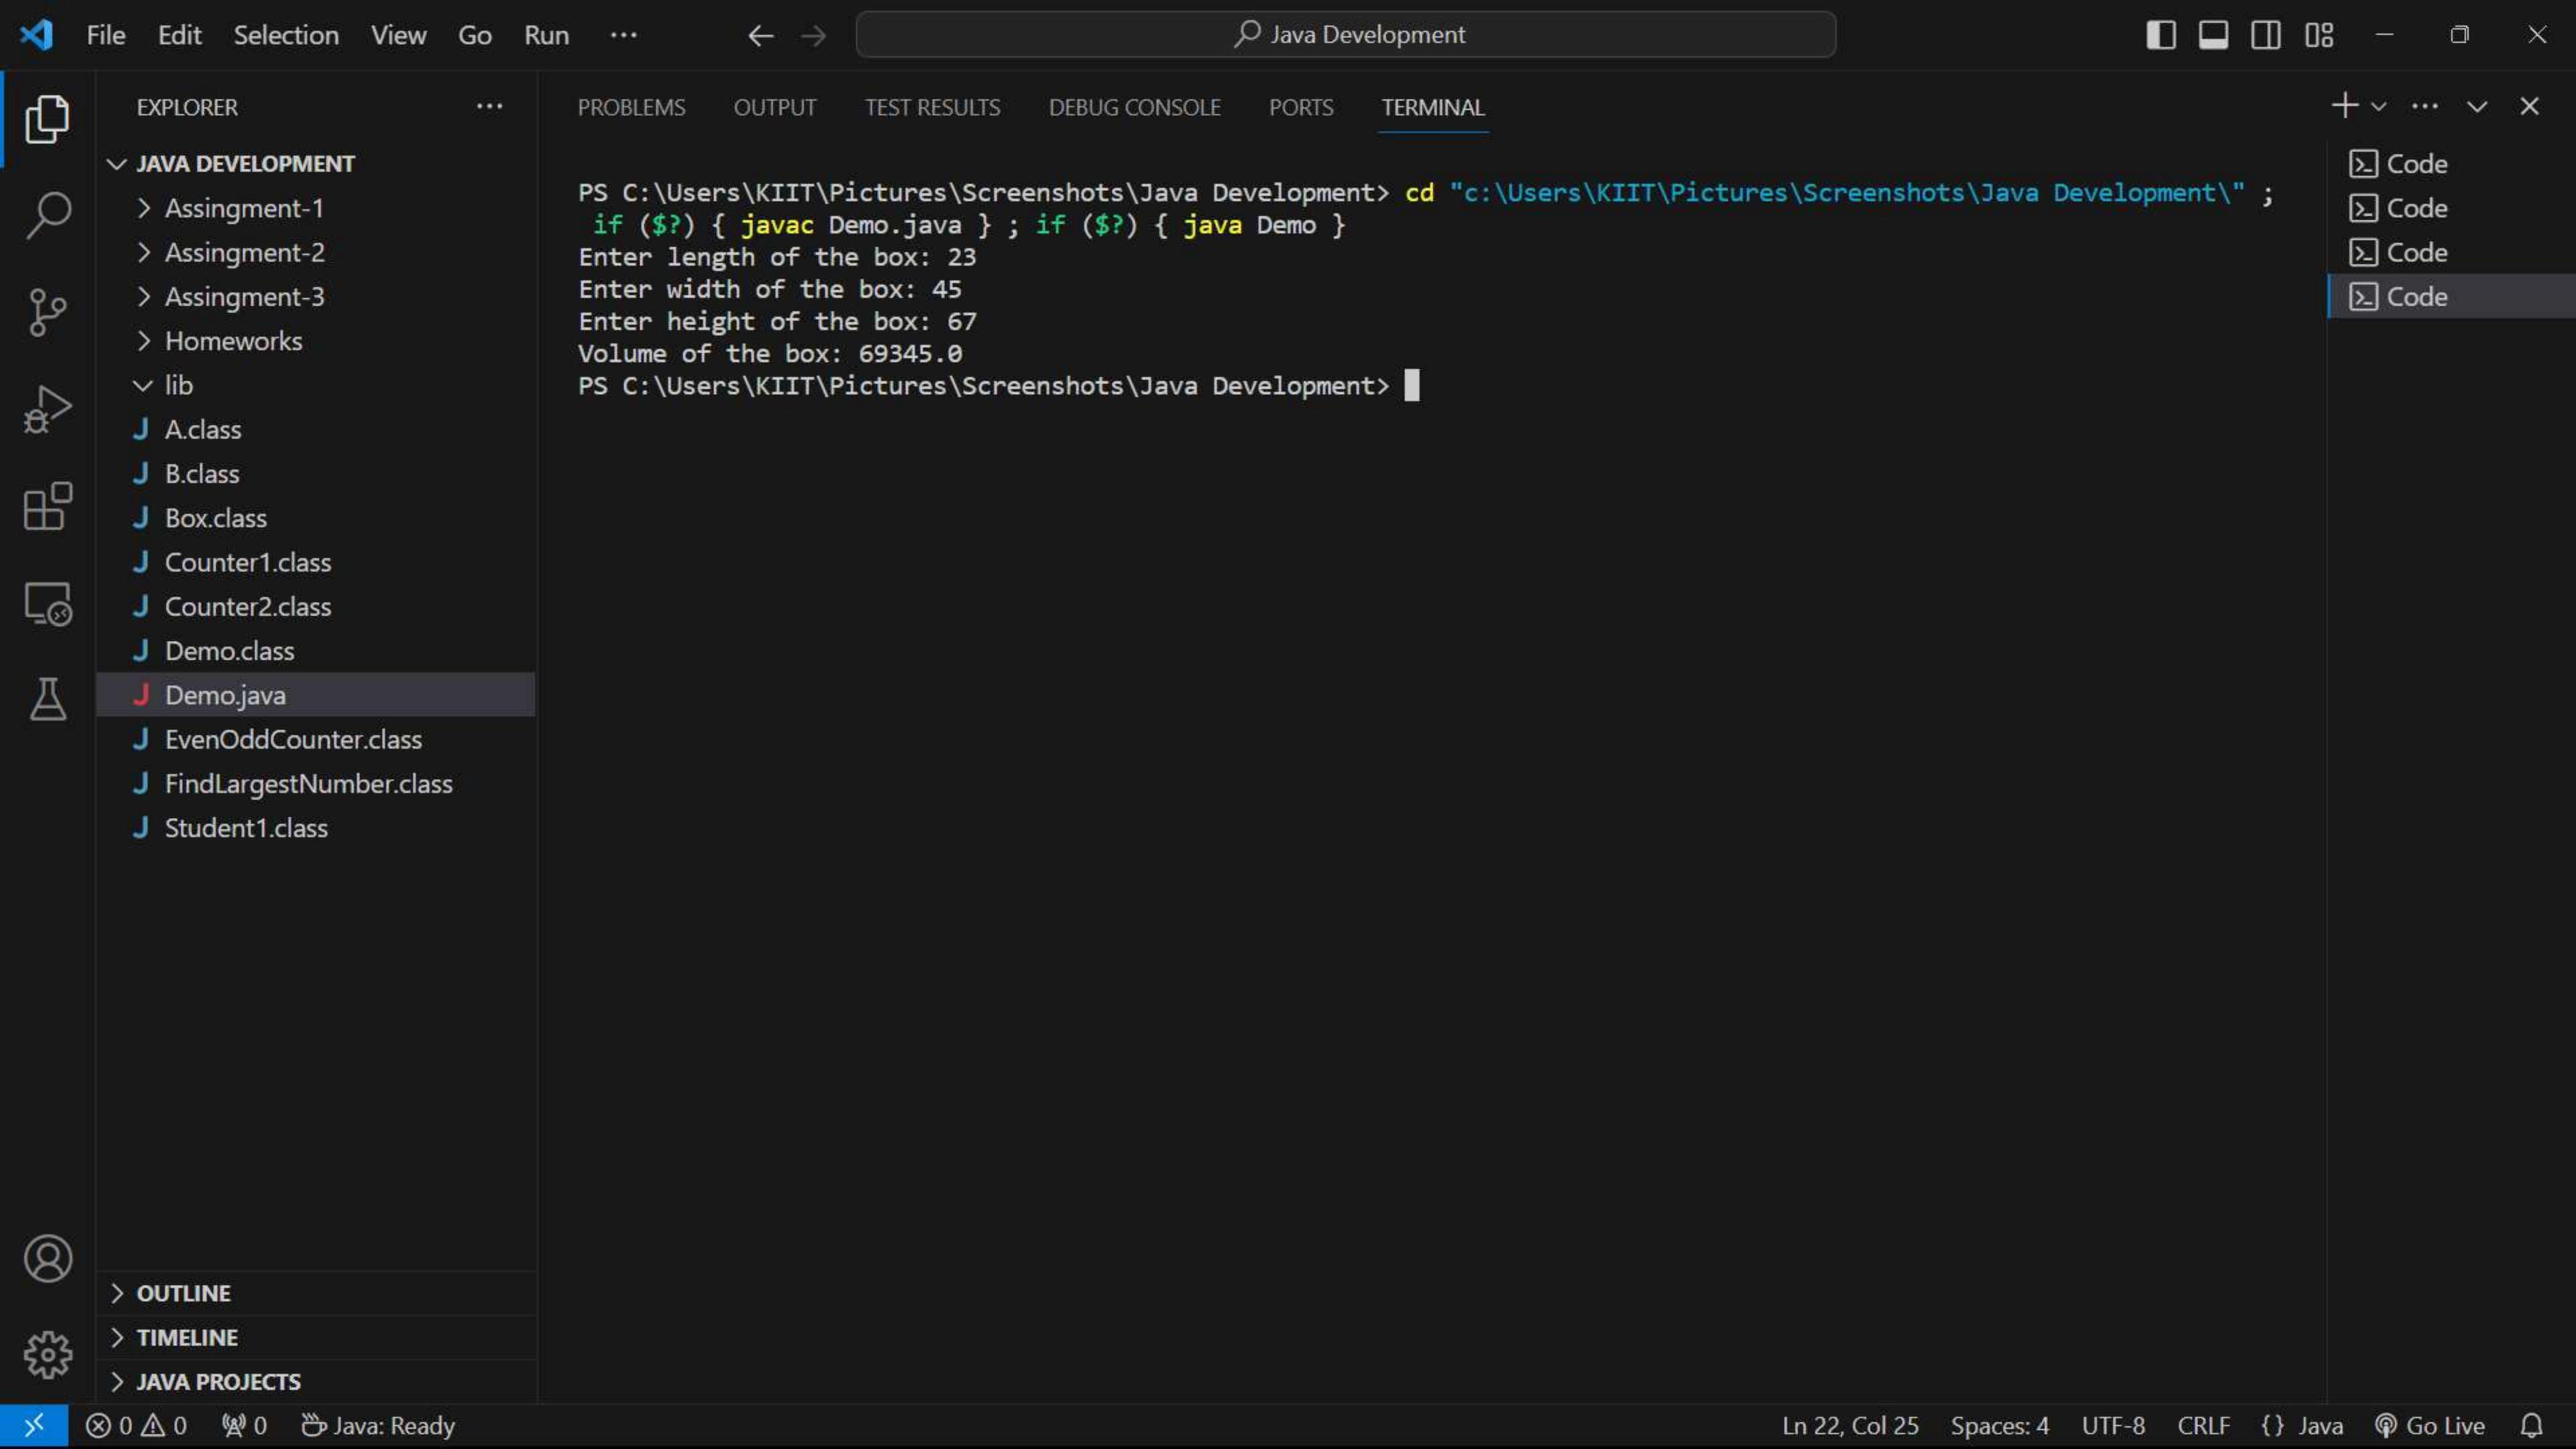 File Edit Selection View Go Run ··· Java Development
EXPLORER ···
JAVA DEVELOPMENT
Assingment-1
Assingment-2
Assingment-3
Homeworks
lib
A.class
B.class
Box.class
Counter1.class
Counter2.class
Demo.class
Demo.java
EvenOddCounter.class
FindLargestNumber.class
Student1.class
OUTLINE
TIMELINE
JAVA PROJECTS
PROBLEMS OUTPUT TEST RESULTS DEBUG CONSOLE PORTS TERMINAL
PS C:\Users\KIIT\Pictures\Screenshots\Java Development> cd "c:\Users\KIIT\Pictures\Screenshots\Java Development\" ;
if ($?) { javac Demo.java } ; if ($?) { java Demo }
Enter length of the box: 23
Enter width of the box: 45
Enter height of the box: 67
Volume of the box: 69345.0
PS C:\Users\KIIT\Pictures\Screenshots\Java Development>
Code
Code
Code
Code
0 0 0 Java: Ready Ln 22, Col 25 Spaces: 4 UTF-8 CRLF {} Java Go Live